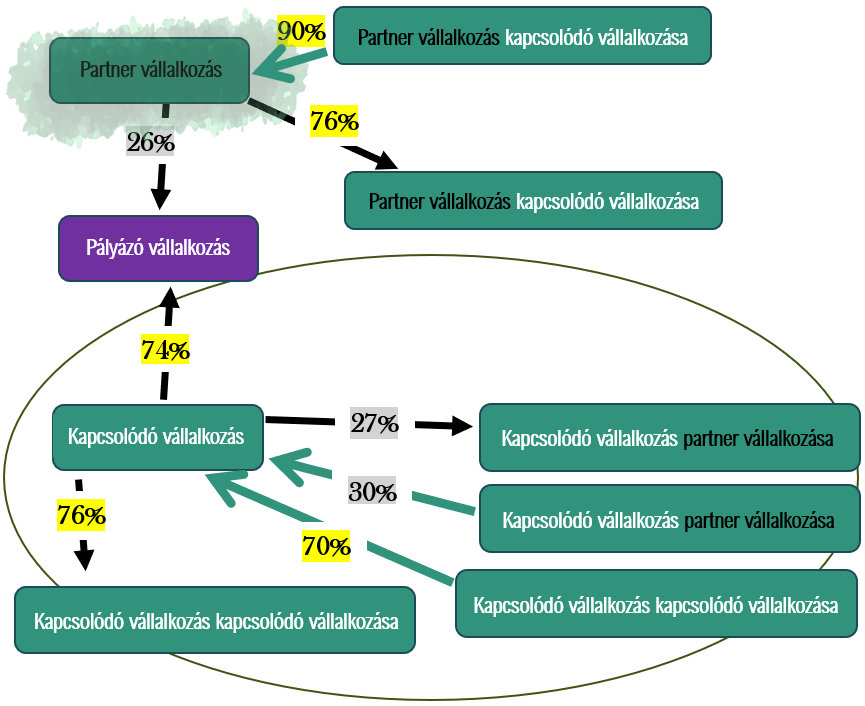 90%
Partner vállalkozás kapcsolódó vállalkozása
Partner vállalkozás
76%
26%
Partner vállalkozás kapcsolódó vállalkozása
Pályázó vállalkozás
74%
Kapcsolódó vállalkozás
27%
Kapcsolódó vállalkozás partner vállalkozása
30%
Kapcsolódó vállalkozás partner vállalkozása
76%
70%
Kapcsolódó vállalkozás kapcsolódó vállalkozása
Kapcsolódó vállalkozás kapcsolódó vállalkozása